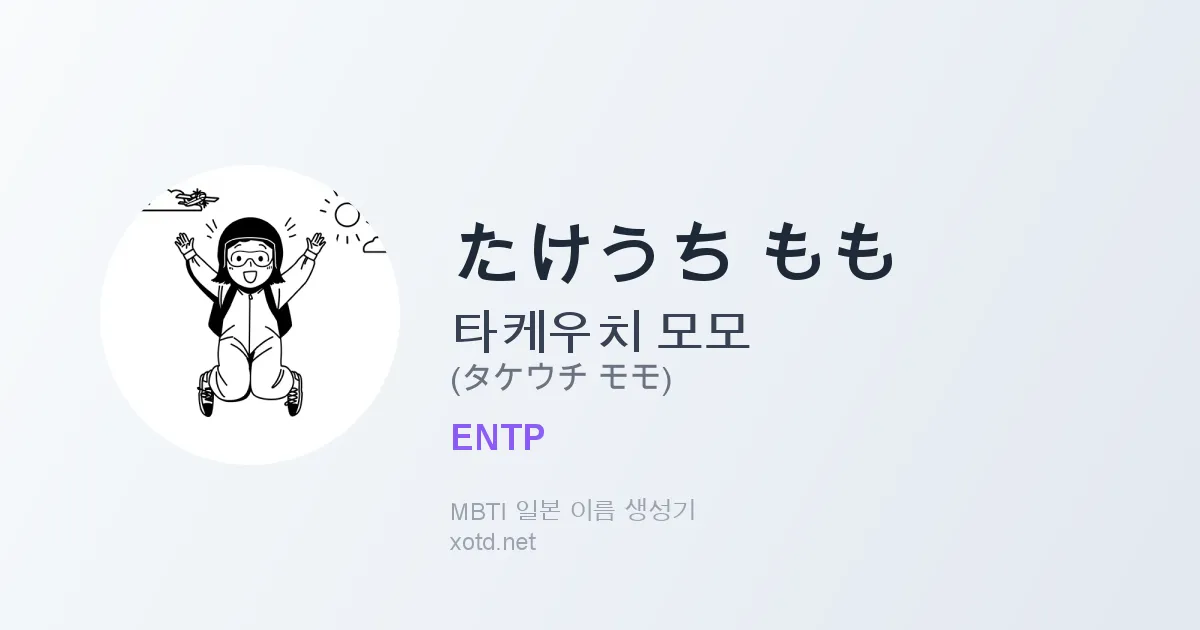 たけうち もも
타케우치 모모
(タケウチ モモ)
ENTP
MBTI 일본 이름 생성기
xotd.net